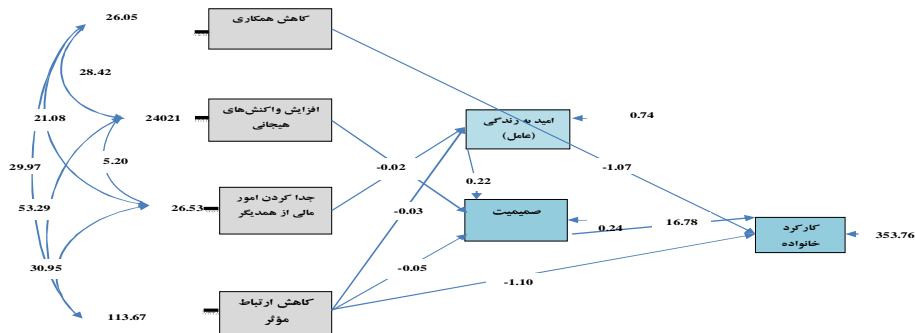 26.05
کاهش همکاری
28.42
21.08
24021
افزایش واکنش‌های
هیجانی
امید به زندگی
(عامل)
0.74
29.97
5.20
-0.02
0.22
-1.07
53.29
26.53
جدا کردن امور
مالی از همدیگر
-0.03
صمیمیت
0.24
16.78
کارکرد
خانواده
353.76
30.95
-0.05
-1.10
113.67
کاهش ارتباط
مؤثر